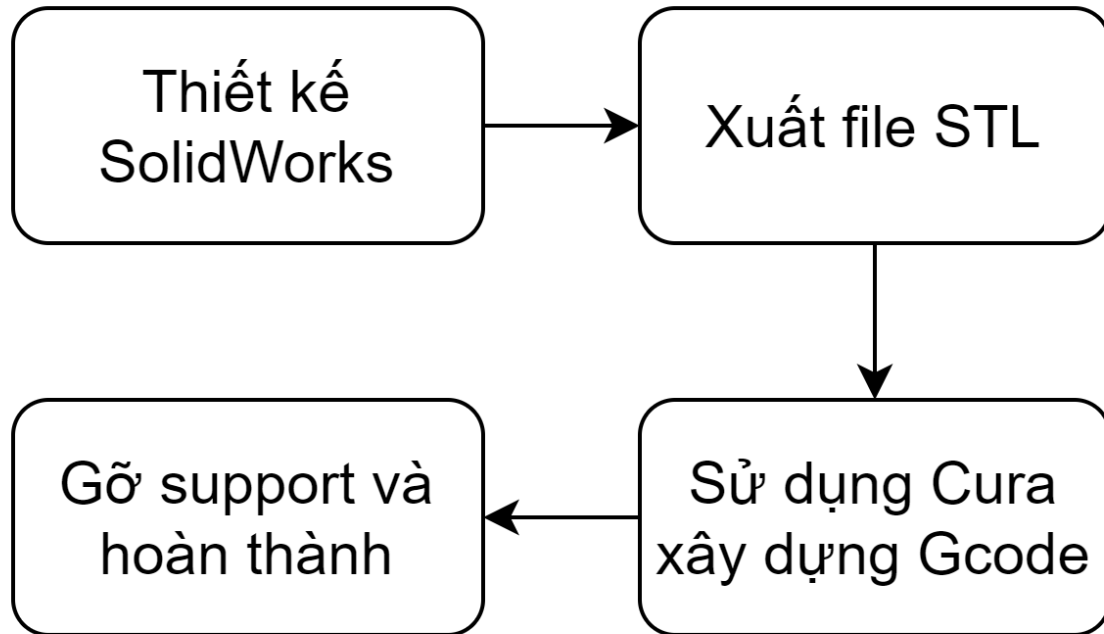 Thiết kế
SolidWorks
Xuất file STL
Sử dụng Cura
xây dựng Gcode
Gỡ support và
hoàn thành